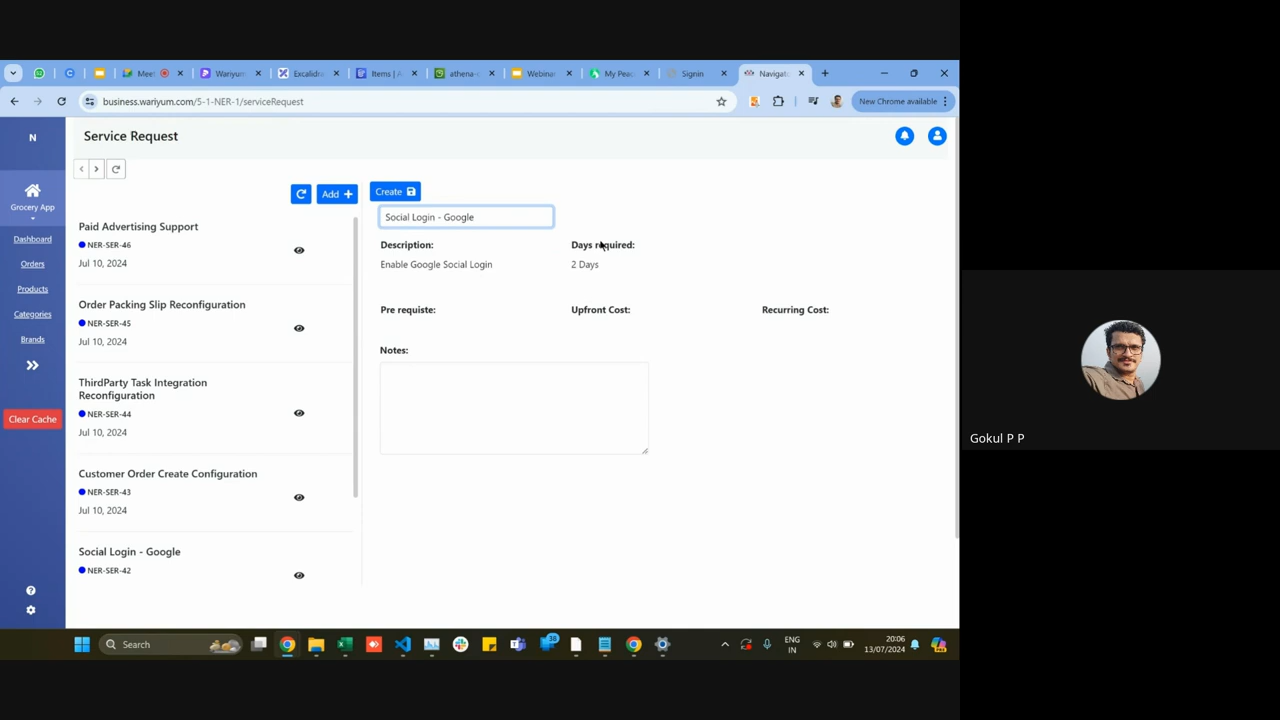 Meet
Wariyum
Excalidra
Items | A
athena-c
Webinar
My Peac
Signin
Navigat
business.wariyum.com/5-1-NER-1/serviceRequest
New Chrome available
N
Service Request
Grocery App
Dashboard
Orders
Products
Categories
Brands
Clear Cache
Add +
Create
Paid Advertising Support
NER-SER-46
Jul 10, 2024
Order Packing Slip Reconfiguration
NER-SER-45
Jul 10, 2024
ThirdParty Task Integration
Reconfiguration
NER-SER-44
Jul 10, 2024
Customer Order Create Configuration
NER-SER-43
Jul 10, 2024
Social Login - Google
NER-SER-42
Social Login - Google
Description:
Days required:
Enable Google Social Login
2 Days
Pre requiste:
Upfront Cost:
Recurring Cost:
Notes:
Gokul P P
Search
38
ENG
IN
20:06
13/07/2024